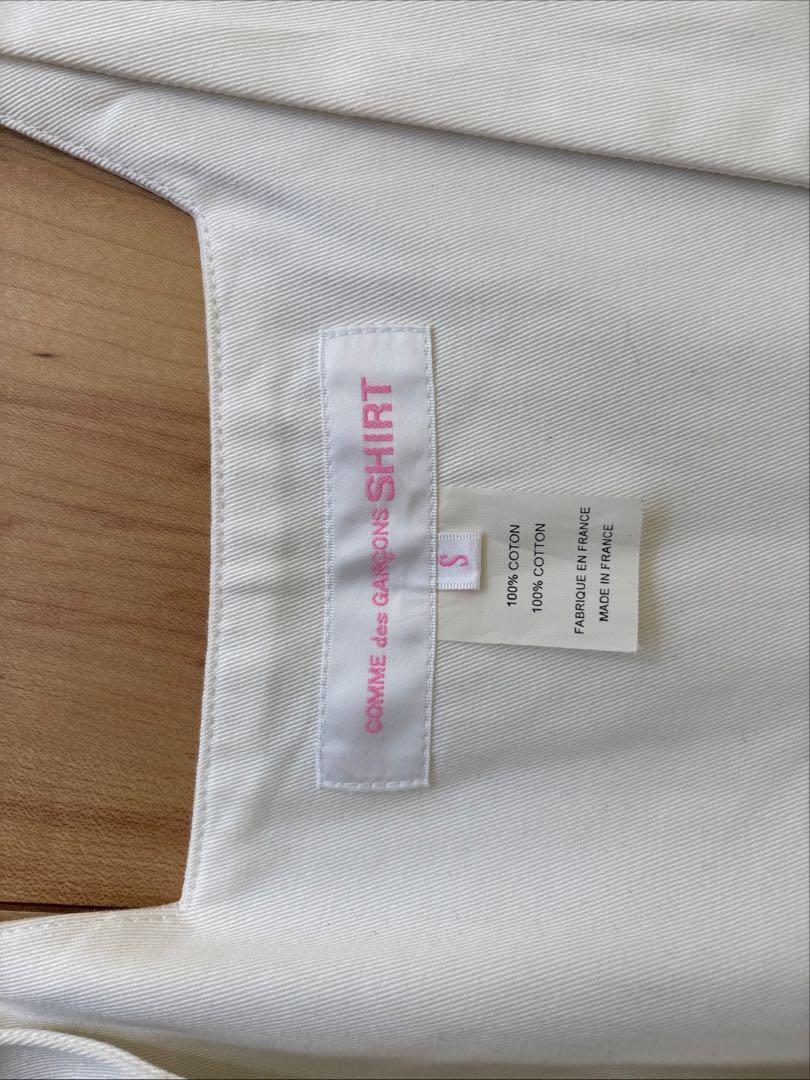 COMME des GARÇONS SHIRT
S
100% COTON
100% COTTON
FABRIQUE EN FRANCE
MADE IN FRANCE